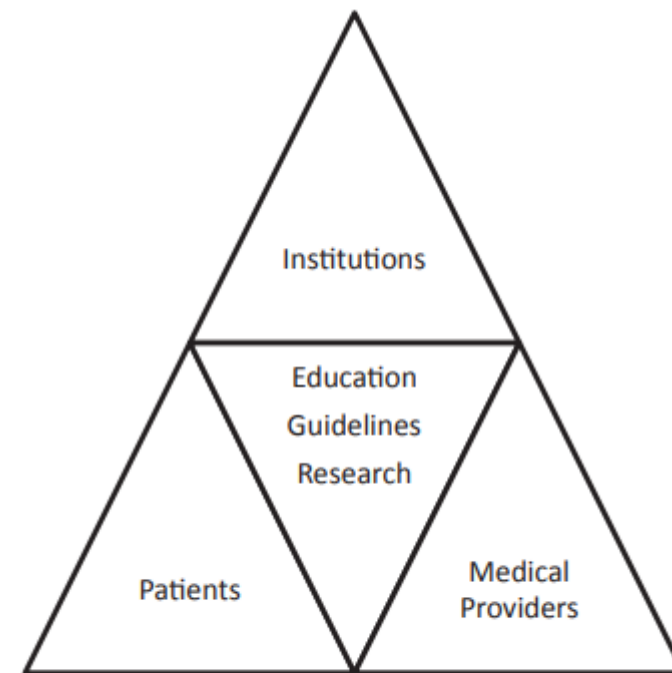 Institutions
Education
Guidelines
Research
Patients
Medical
Providers